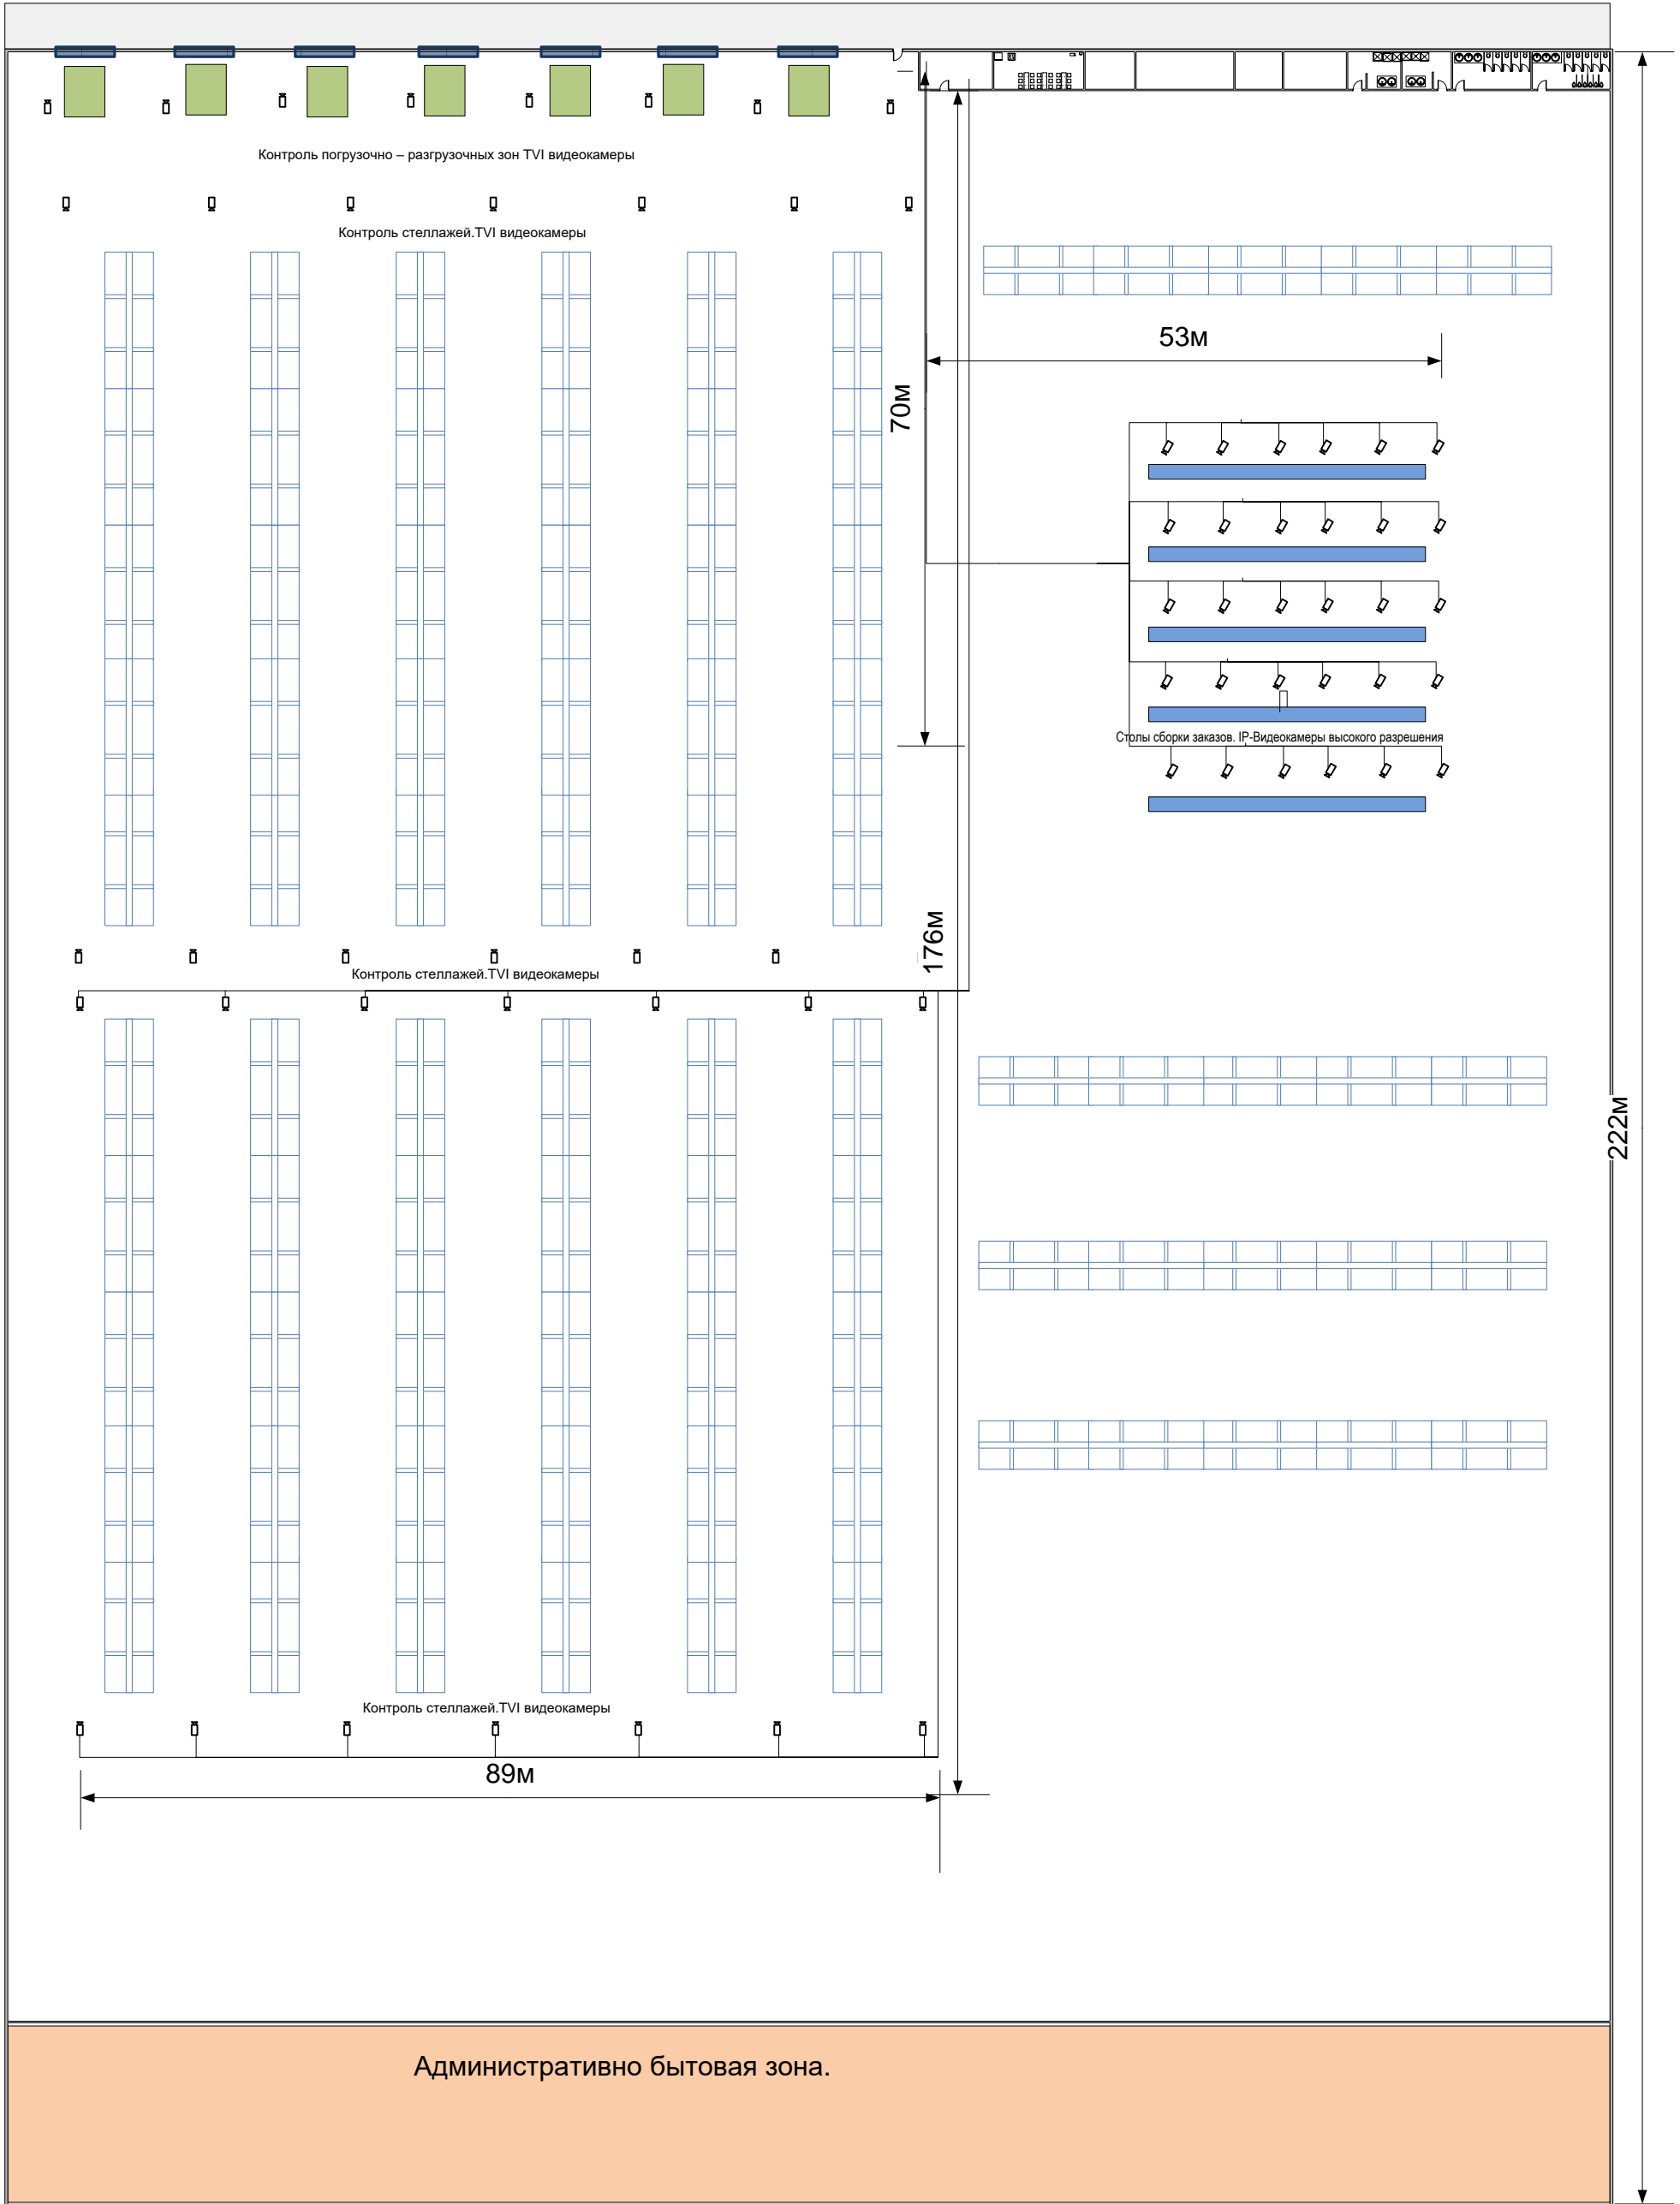 Контроль погрузочно – разгрузочных зон TVI видеокамеры
Контроль стеллажей.TVI видеокамеры
53м
70м
Столы сборки заказов. IP-Видеокамеры высокого разрешения
176м
Контроль стеллажей.TVI видеокамеры
222м
Контроль стеллажей.TVI видеокамеры
89м
Административно бытовая зона.